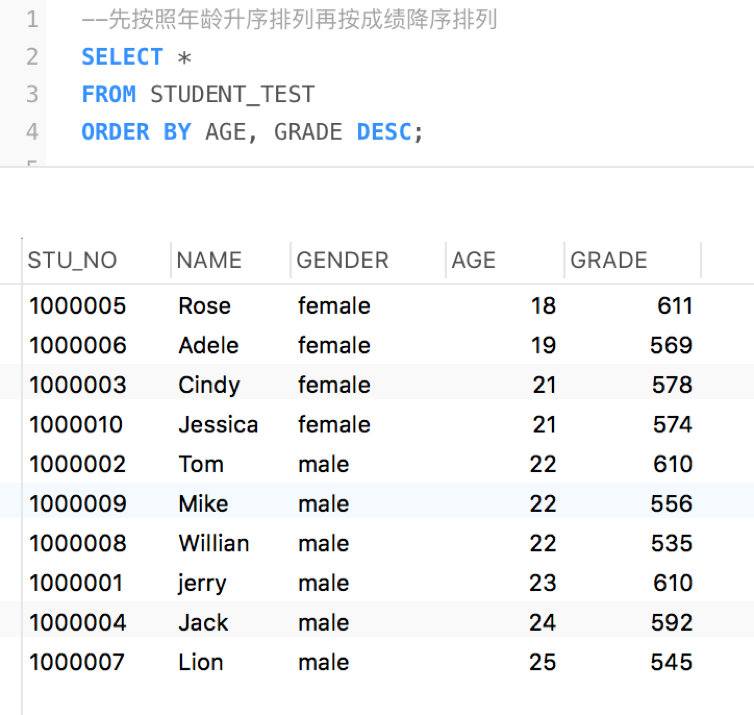 1 --先按照年龄升序排列再按成绩降序排列
2 SELECT *
3 FROM STUDENT_TEST
4 ORDER BY AGE, GRADE DESC;
STU_NO NAME GENDER AGE GRADE
1000005 Rose female 18 611
1000006 Adele female 19 569
1000003 Cindy female 21 578
1000010 Jessica female 21 574
1000002 Tom male 22 610
1000009 Mike male 22 556
1000008 Willian male 22 535
1000001 jerry male 23 610
1000004 Jack male 24 592
1000007 Lion male 25 545